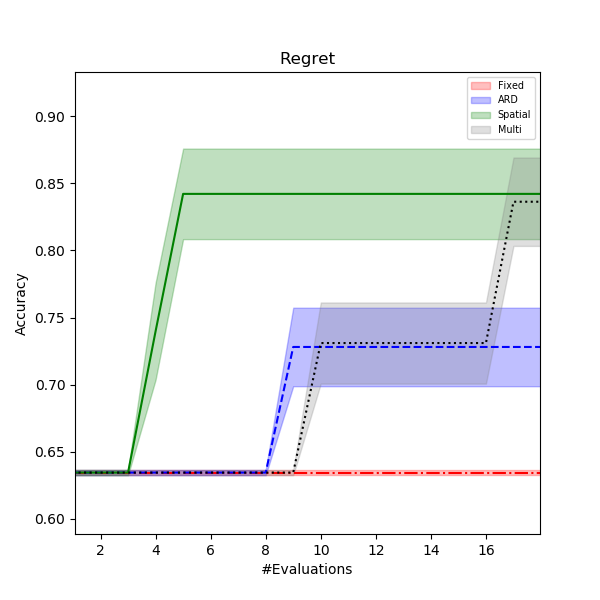 Regret
Fixed
ARD
Spatial
Multi
0.90
0.85
0.80
0.75
0.70
0.65
0.60
Accuracy
2 4 6 8 10 12 14 16
#Evaluations